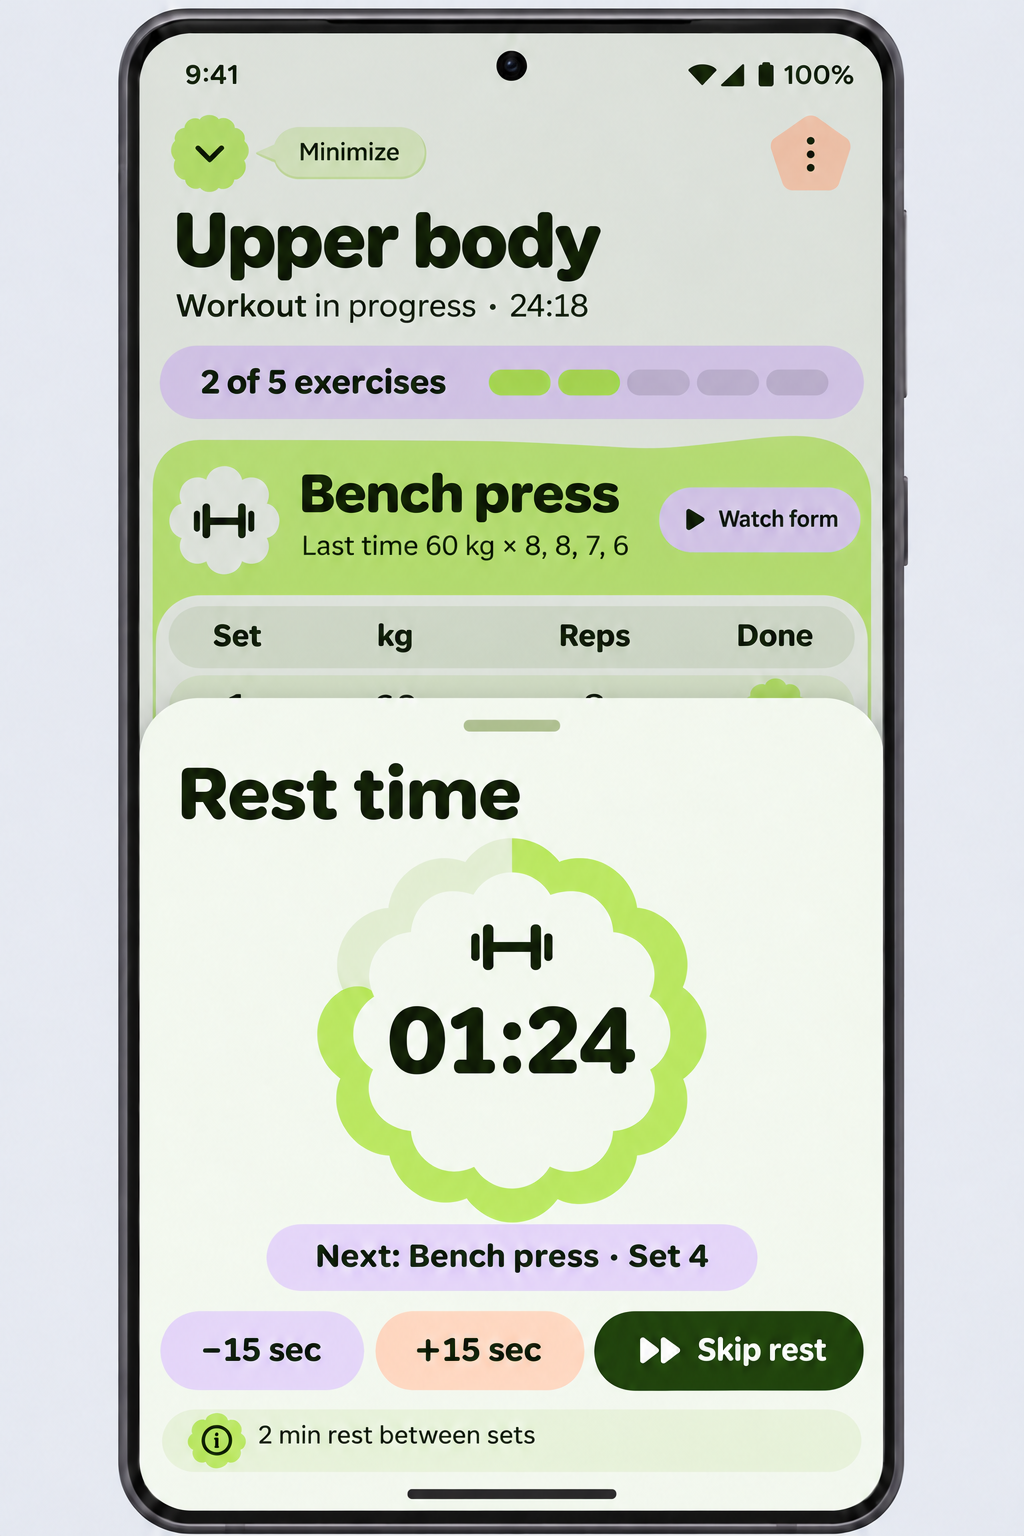 9:41
100%
Minimize
Upper body
Workout in progress · 24:18
2 of 5 exercises
Bench press
Last time 60 kg × 8, 8, 7, 6
Watch form
Set kg Reps Done
Rest time
01:24
Next: Bench press · Set 4
−15 sec
+15 sec
Skip rest
2 min rest between sets